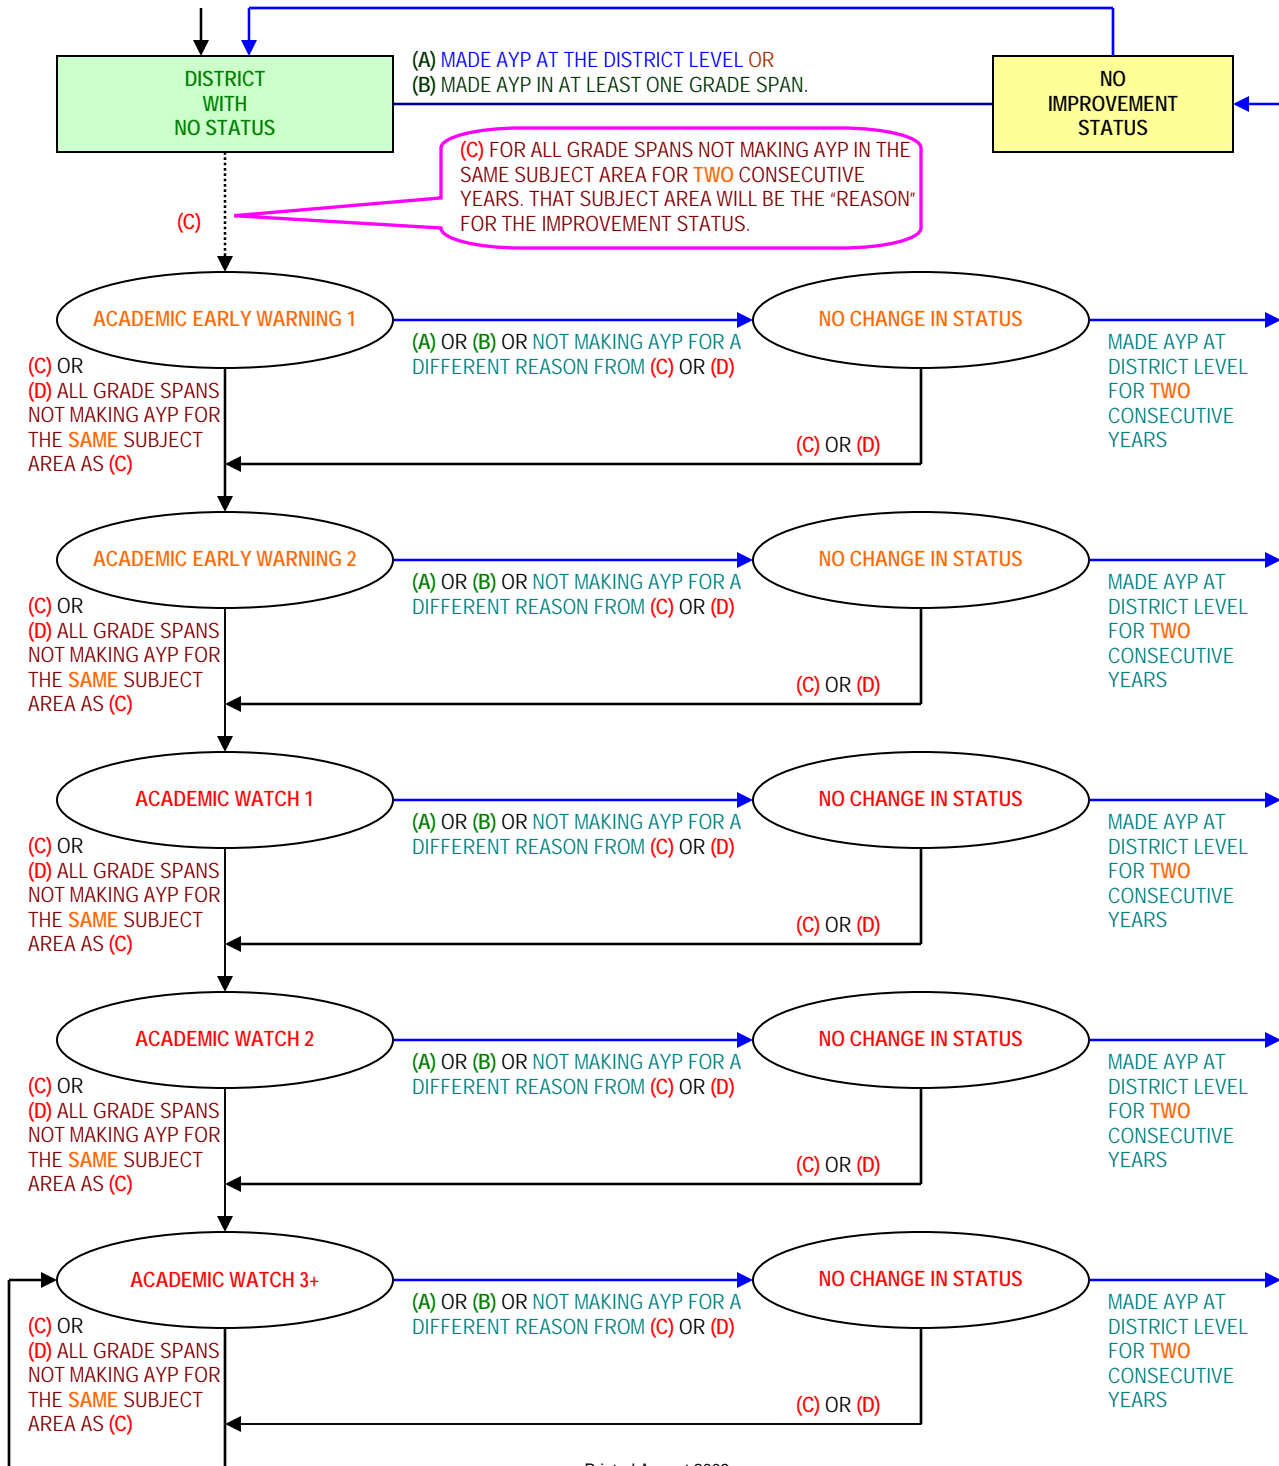 DISTRICT
WITH
NO STATUS
(A) MADE AYP AT THE DISTRICT LEVEL OR
(B) MADE AYP IN AT LEAST ONE GRADE SPAN.
NO
IMPROVEMENT
STATUS
(C) FOR ALL GRADE SPANS NOT MAKING AYP IN THE
SAME SUBJECT AREA FOR TWO CONSECUTIVE
YEARS. THAT SUBJECT AREA WILL BE THE “REASON”
FOR THE IMPROVEMENT STATUS.
(C)
ACADEMIC EARLY WARNING 1
(A) OR (B) OR NOT MAKING AYP FOR A
DIFFERENT REASON FROM (C) OR (D)
NO CHANGE IN STATUS
MADE AYP AT
DISTRICT LEVEL
FOR TWO
CONSECUTIVE
YEARS
(C) OR
(D) ALL GRADE SPANS
NOT MAKING AYP FOR
THE SAME SUBJECT
AREA AS (C)
(C) OR (D)
ACADEMIC EARLY WARNING 2
(A) OR (B) OR NOT MAKING AYP FOR A
DIFFERENT REASON FROM (C) OR (D)
NO CHANGE IN STATUS
MADE AYP AT
DISTRICT LEVEL
FOR TWO
CONSECUTIVE
YEARS
(C) OR
(D) ALL GRADE SPANS
NOT MAKING AYP FOR
THE SAME SUBJECT
AREA AS (C)
(C) OR (D)
ACADEMIC WATCH 1
(A) OR (B) OR NOT MAKING AYP FOR A
DIFFERENT REASON FROM (C) OR (D)
NO CHANGE IN STATUS
MADE AYP AT
DISTRICT LEVEL
FOR TWO
CONSECUTIVE
YEARS
(C) OR
(D) ALL GRADE SPANS
NOT MAKING AYP FOR
THE SAME SUBJECT
AREA AS (C)
(C) OR (D)
ACADEMIC WATCH 2
(A) OR (B) OR NOT MAKING AYP FOR A
DIFFERENT REASON FROM (C) OR (D)
NO CHANGE IN STATUS
MADE AYP AT
DISTRICT LEVEL
FOR TWO
CONSECUTIVE
YEARS
(C) OR
(D) ALL GRADE SPANS
NOT MAKING AYP FOR
THE SAME SUBJECT
AREA AS (C)
(C) OR (D)
ACADEMIC WATCH 3+
(A) OR (B) OR NOT MAKING AYP FOR A
DIFFERENT REASON FROM (C) OR (D)
NO CHANGE IN STATUS
MADE AYP AT
DISTRICT LEVEL
FOR TWO
CONSECUTIVE
YEARS
(C) OR
(D) ALL GRADE SPANS
NOT MAKING AYP FOR
THE SAME SUBJECT
AREA AS (C)
(C) OR (D)